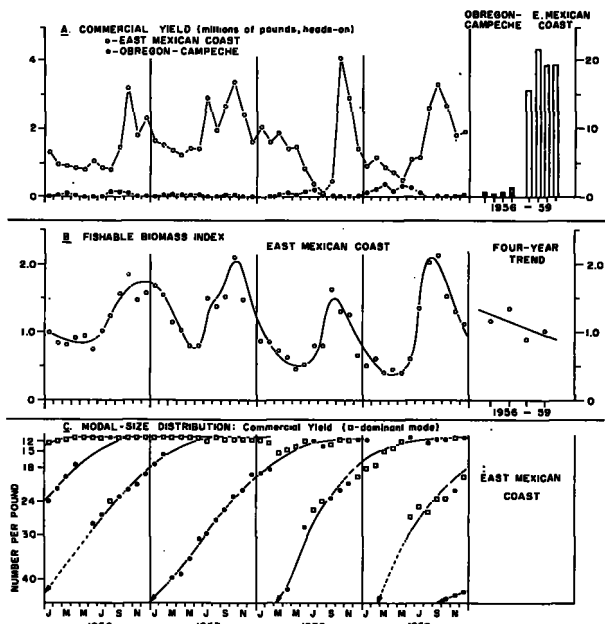 A. COMMERCIAL YIELD (millions of pounds, heads-on)
o-EAST MEXICAN COAST
•-OBREGON-CAMPECHE
OBREGON- E. MEXICAN
CAMPECHE COAST
4
2
0
20
10
0
1956 - 59
B FISHABLE BIOMASS INDEX
EAST MEXICAN COAST
FOUR-YEAR
TREND
2.0
1.0
0
2.0
1.0
0
1956 - 59
C. MODAL-SIZE DISTRIBUTION: Commercial Yield (□-dominant mode)
NUMBER PER POUND
12
15
18
24
30
40
EAST MEXICAN
COAST
J M M J S N J M M J S N J M M J S N J M M J S N